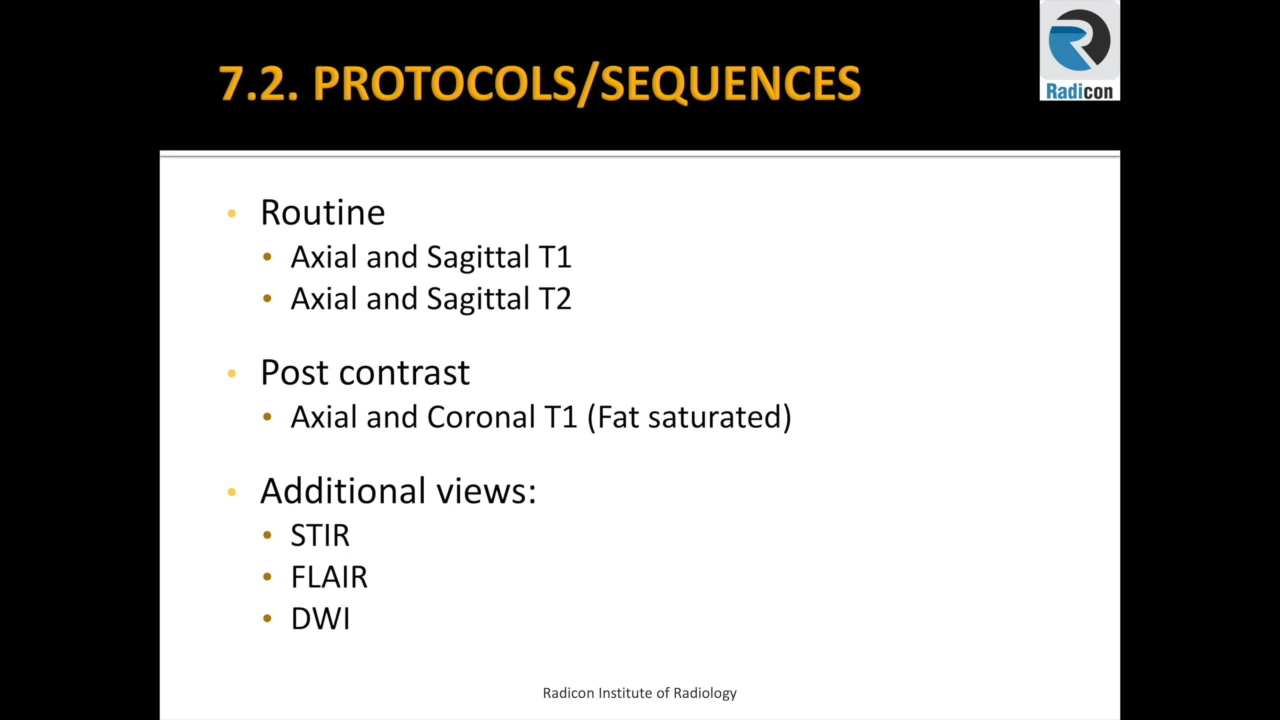 7.2. PROTOCOLS/SEQUENCES
Radicon
• Routine
• Axial and Sagittal T1
• Axial and Sagittal T2
• Post contrast
• Axial and Coronal T1 (Fat saturated)
• Additional views:
• STIR
• FLAIR
• DWI
Radicon Institute of Radiology